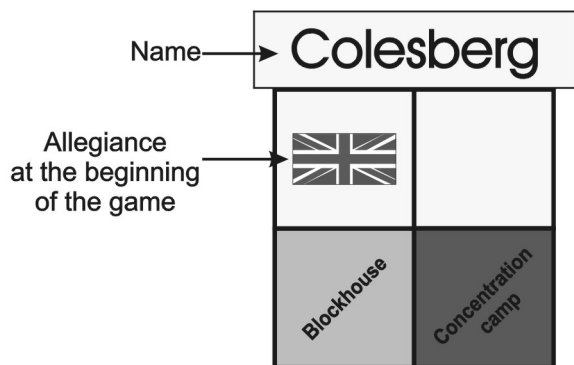 Name
Colesberg
Allegiance
at the beginning
of the game
Blockhouse
Concentration
camp